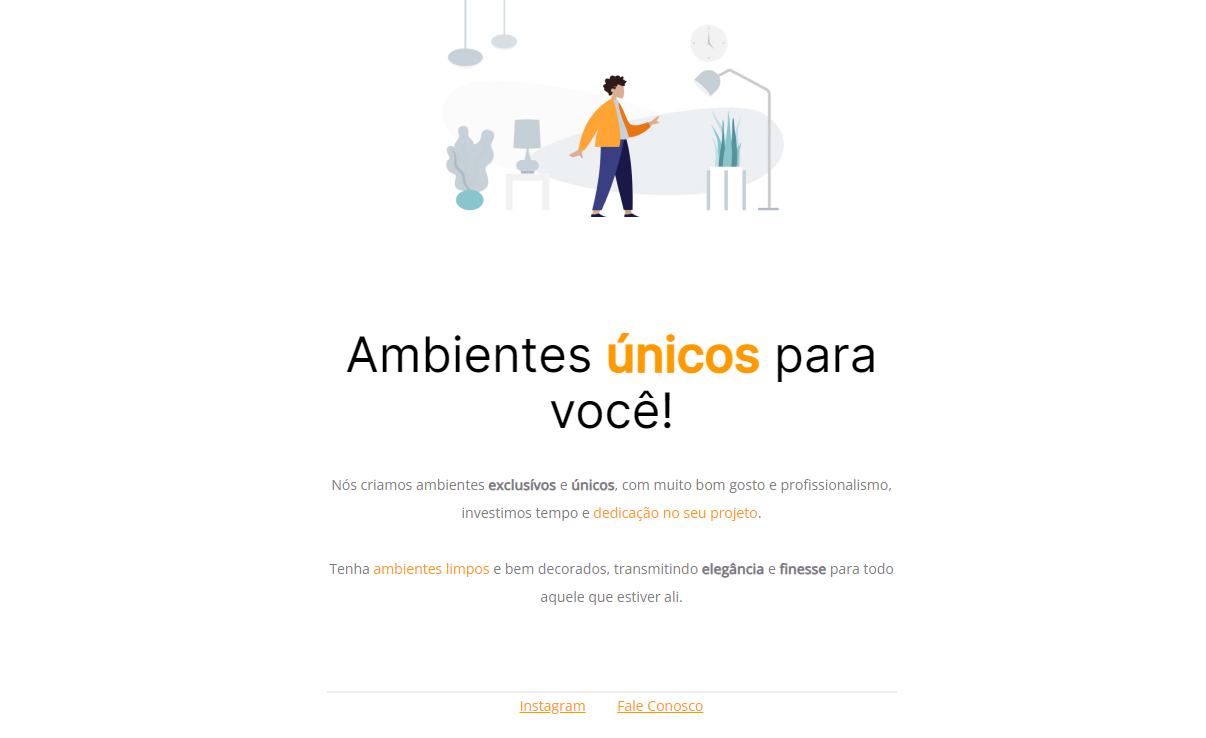 Ambientes únicos para
você!
Nós criamos ambientes exclusívos e únicos, com muito bom gosto e profissionalismo,
investimos tempo e dedicação no seu projeto.
Tenha ambientes limpos e bem decorados, transmitindo elegância e finesse para todo
aquele que estiver ali.
Instagram Fale Conosco